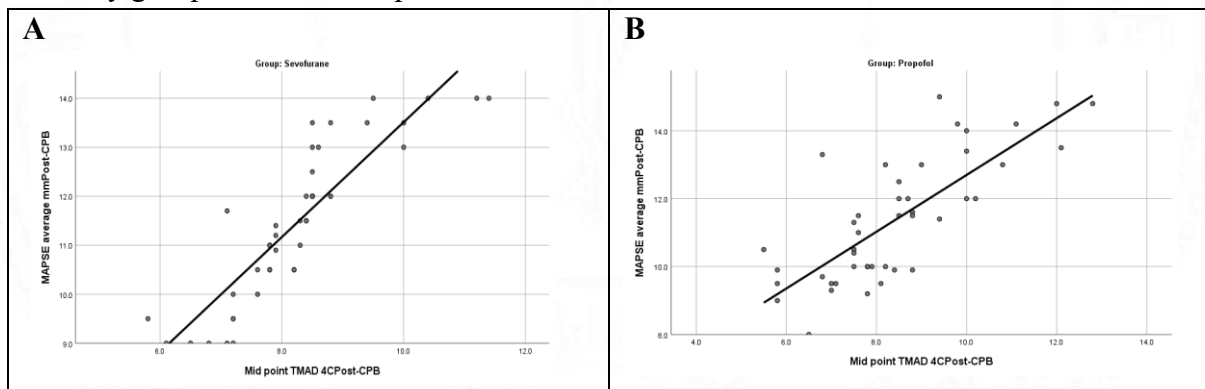 A
Group: Sevofurane
MAPSE average mmPost-CPB
14.0
13.0
12.0
11.0
10.0
9.0
6.0 8.0 10.0 12.0
Mid point TMAD 4CPost-CPB
B
Group: Propofol
MAPSE average mmPost-CPB
14.0
12.0
10.0
8.0
4.0 6.0 8.0 10.0 12.0 14.0
Mid point TMAD 4CPost-CPB